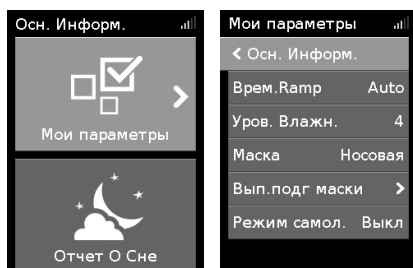 Осн. Информ.
Мои параметры
Отчет О Сне
Мои параметры
Осн. Информ.
Врем.Ramp Auto
Уров. Влажн. 4
Маска Носовая
Вып.подг маски
Режим самол. Выкл